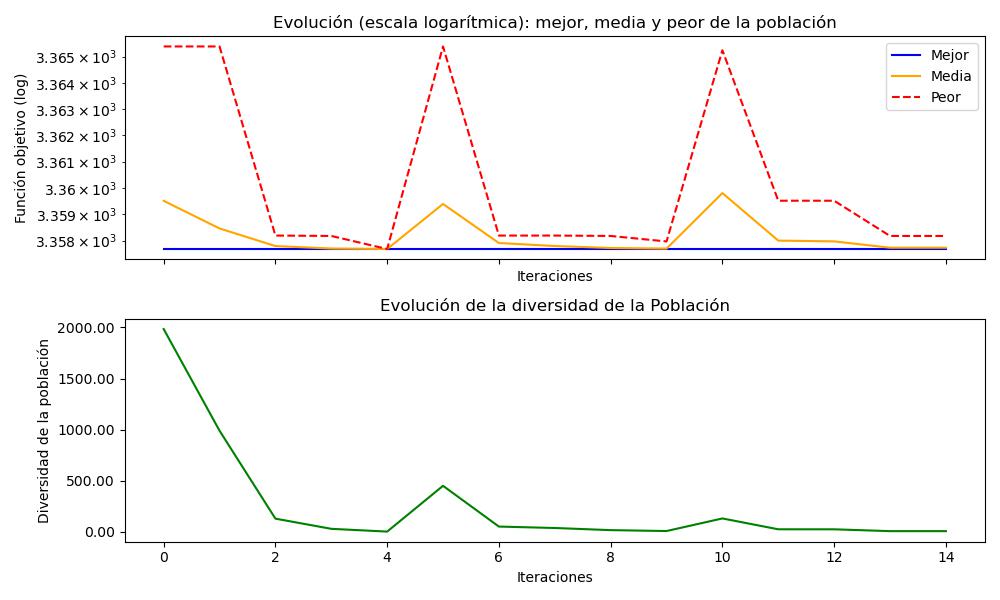 Evolución (escala logarítmica): mejor, media y peor de la población
Función objetivo (log)
3.365 × 10³
3.364 × 10³
3.363 × 10³
3.362 × 10³
3.361 × 10³
3.36 × 10³
3.359 × 10³
3.358 × 10³
Mejor
Media
Peor
Iteraciones
Evolución de la diversidad de la Población
Diversidad de la población
2000.00
1500.00
1000.00
500.00
0.00
0 2 4 6 8 10 12 14
Iteraciones